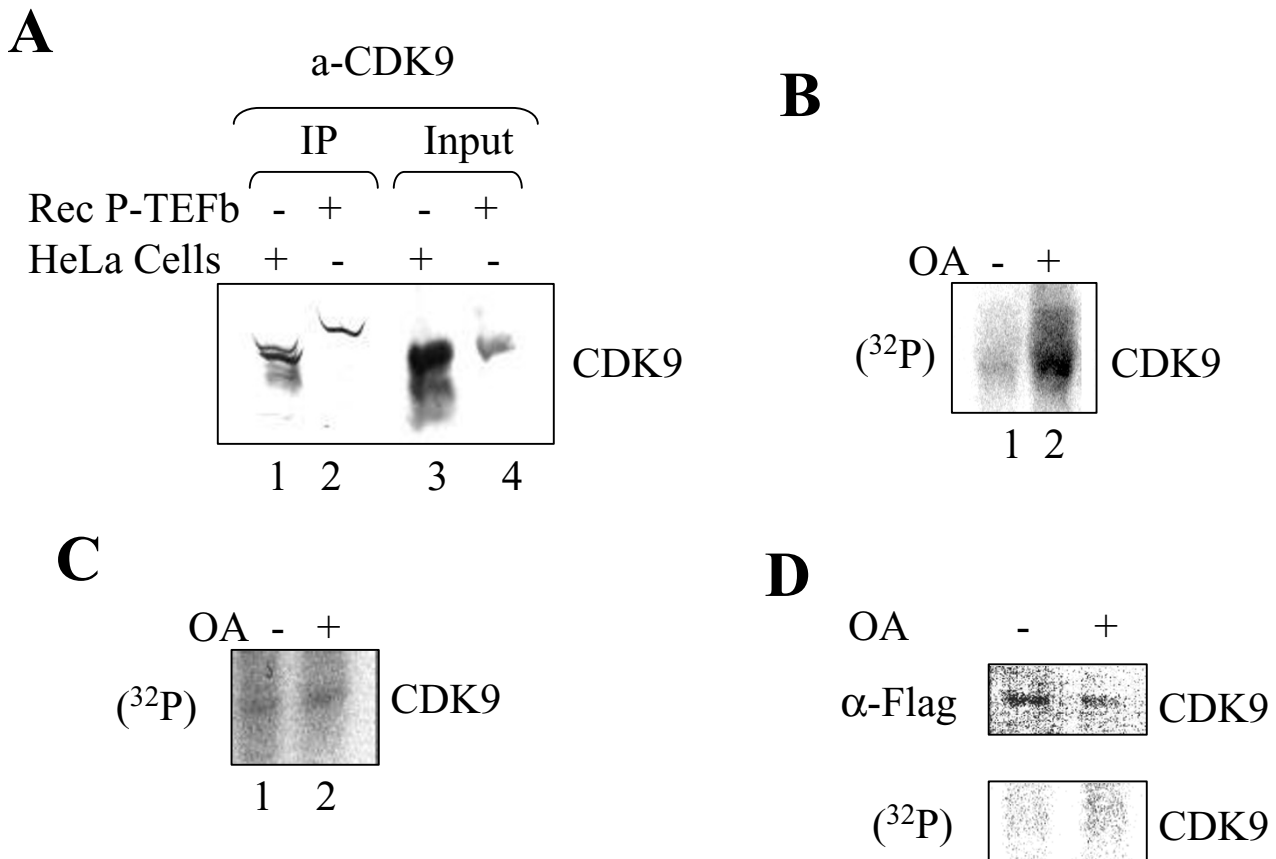 A
a-CDK9
IP Input
Rec P-TEFb - + - +
HeLa Cells + - + -
CDK9
1 2 3 4
B
OA - +
(³²P) CDK9
1 2
C
OA - +
(³²P) CDK9
1 2
D
OA - +
α-Flag CDK9
(³²P) CDK9